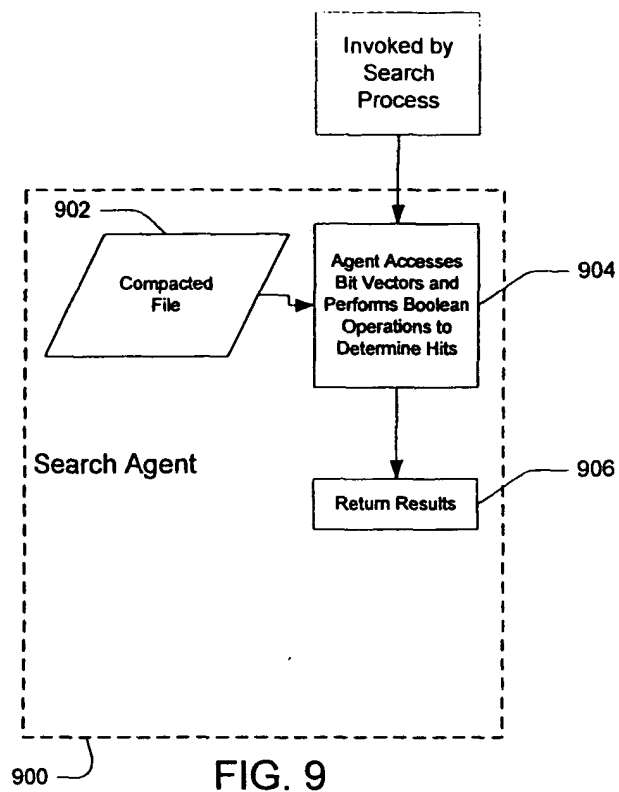 Invoked by
Search
Process
902
Compacted
File
Agent Accesses
Bit Vectors and
Performs Boolean
Operations to
Determine Hits
904
Search Agent
Return Results
906
900
FIG. 9